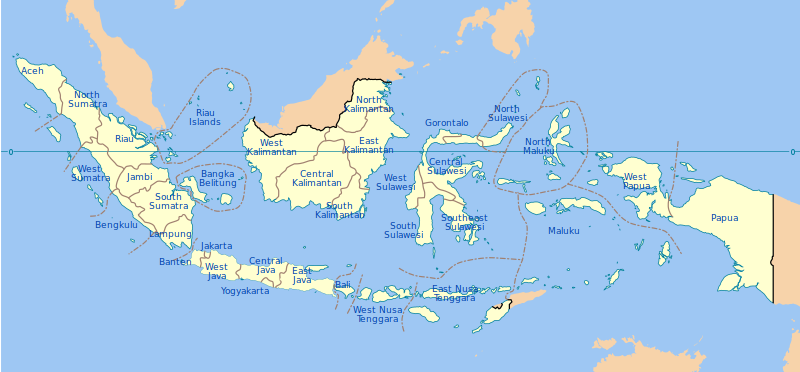 Aceh
North
Sumatra
Riau
Islands
Riau
West
Sumatra
Jambi
Bangka
Belitung
South
Sumatra
Bengkulu
Lampung
Banten
Jakarta
West
Java
Central
Java
Yogyakarta
East
Java
Bali
West Nusa
Tenggara
East Nusa
Tenggara
West
Kalimantan
Central
Kalimantan
South
Kalimantan
East
Kalimantan
North
Kalimantan
Gorontalo
North
Sulawesi
Central
Sulawesi
West
Sulawesi
South
Sulawesi
Southeast
Sulawesi
North
Maluku
Maluku
West
Papua
Papua
0
0